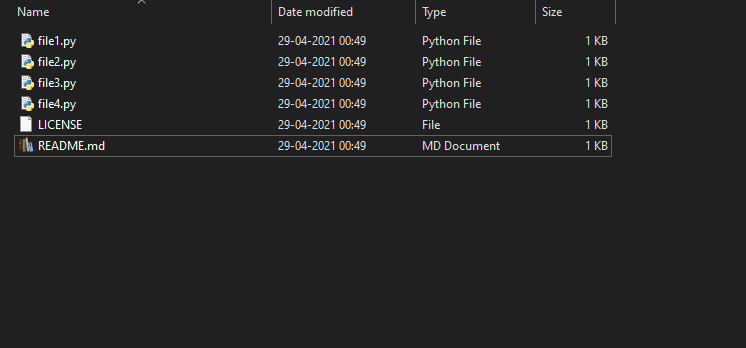 Name Date modified Type Size
file1.py 29-04-2021 00:49 Python File 1 KB
file2.py 29-04-2021 00:49 Python File 1 KB
file3.py 29-04-2021 00:49 Python File 1 KB
file4.py 29-04-2021 00:49 Python File 1 KB
LICENSE 29-04-2021 00:49 File 1 KB
README.md 29-04-2021 00:49 MD Document 1 KB